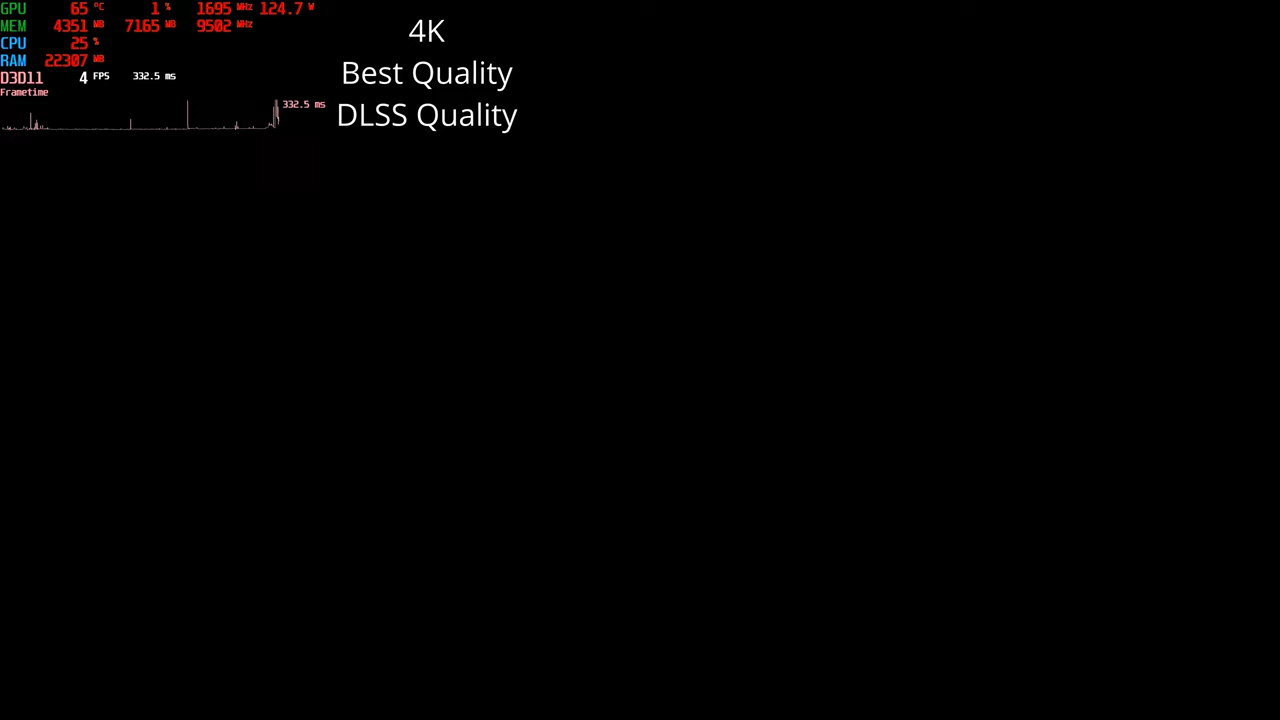 GPU 65 °C 1 % 1695 MHz 124.7 W
MEM 4351 MB 7165 MB 9502 MHz
CPU 25 %
RAM 22307 MB
D3D11 4 FPS 332.5 ms
Frametime
332.5 ms
4K
Best Quality
DLSS Quality